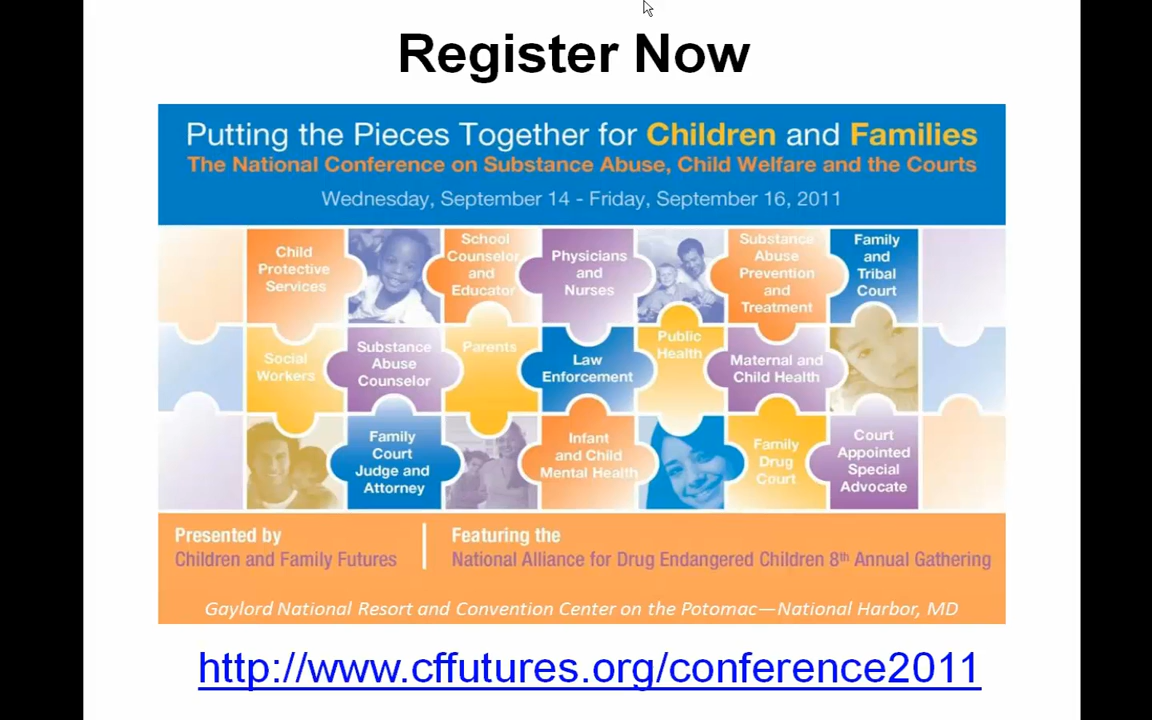 Register Now
Putting the Pieces Together for Children and Families
The National Conference on Substance Abuse, Child Welfare and the Courts
Wednesday, September 14 - Friday, September 16, 2011
Child
Protective
Services
School
Counselor
and
Educator
Physicians
and
Nurses
Substance
Abuse
Prevention
and
Treatment
Family
and
Tribal
Court
Social
Workers
Substance
Abuse
Counselor
Parents
Law
Enforcement
Public
Health
Maternal and
Child Health
Family
Court
Judge and
Attorney
Infant
and Child
Mental Health
Family
Drug
Court
Court
Appointed
Special
Advocate
Presented by
Children and Family Futures
Featuring the
National Alliance for Drug Endangered Children 8th Annual Gathering
Gaylord National Resort and Convention Center on the Potomac—National Harbor, MD
http://www.cffutures.org/conference2011